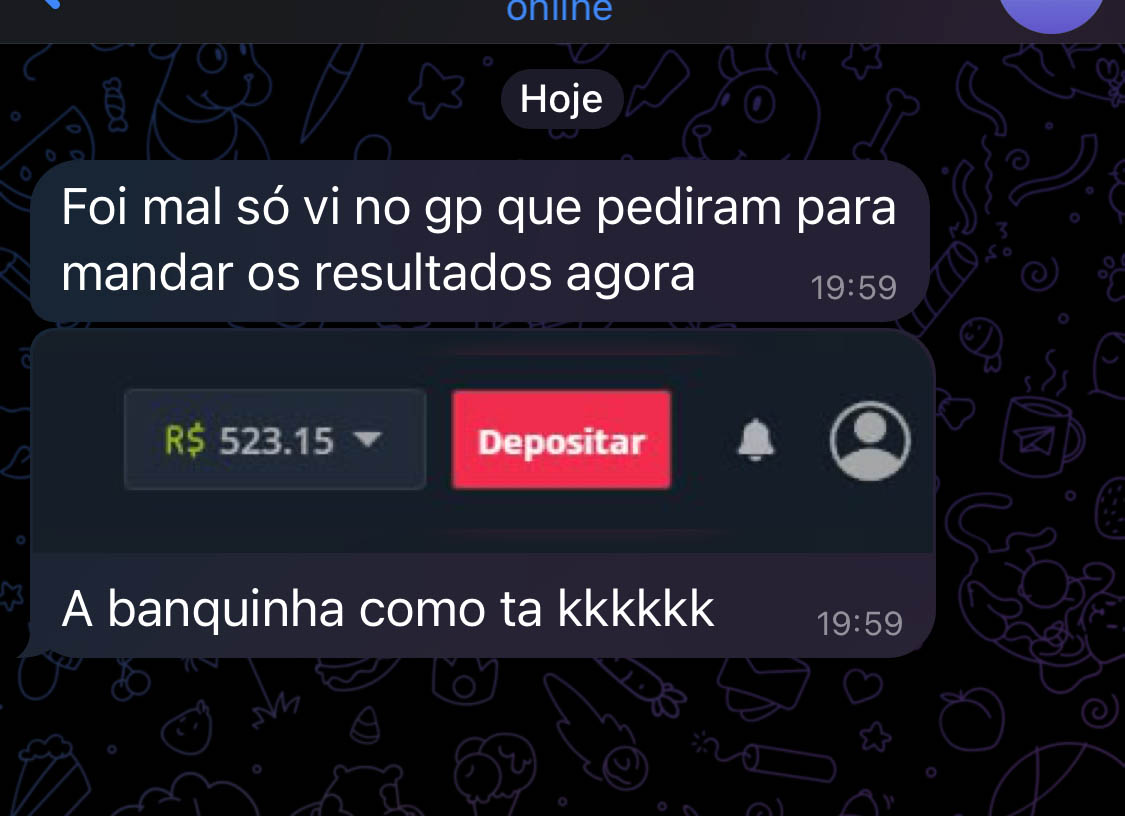 online
Hoje
Foi mal só vi no gp que pediram para
mandar os resultados agora
19:59
R$ 523.15
Depositar
A banquinha como ta kkkkkk
19:59